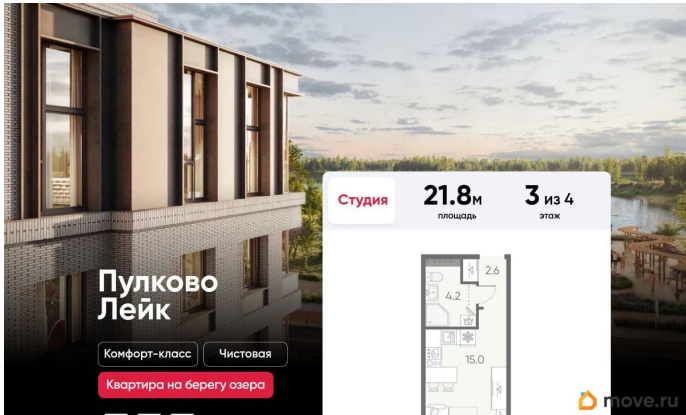 Студия
21.8м
площадь
3 из 4
этаж
2.6
4.2
15.0
Пулково
Лейк
Комфорт-класс
Чистовая
Квартира на берегу озера
move.ru